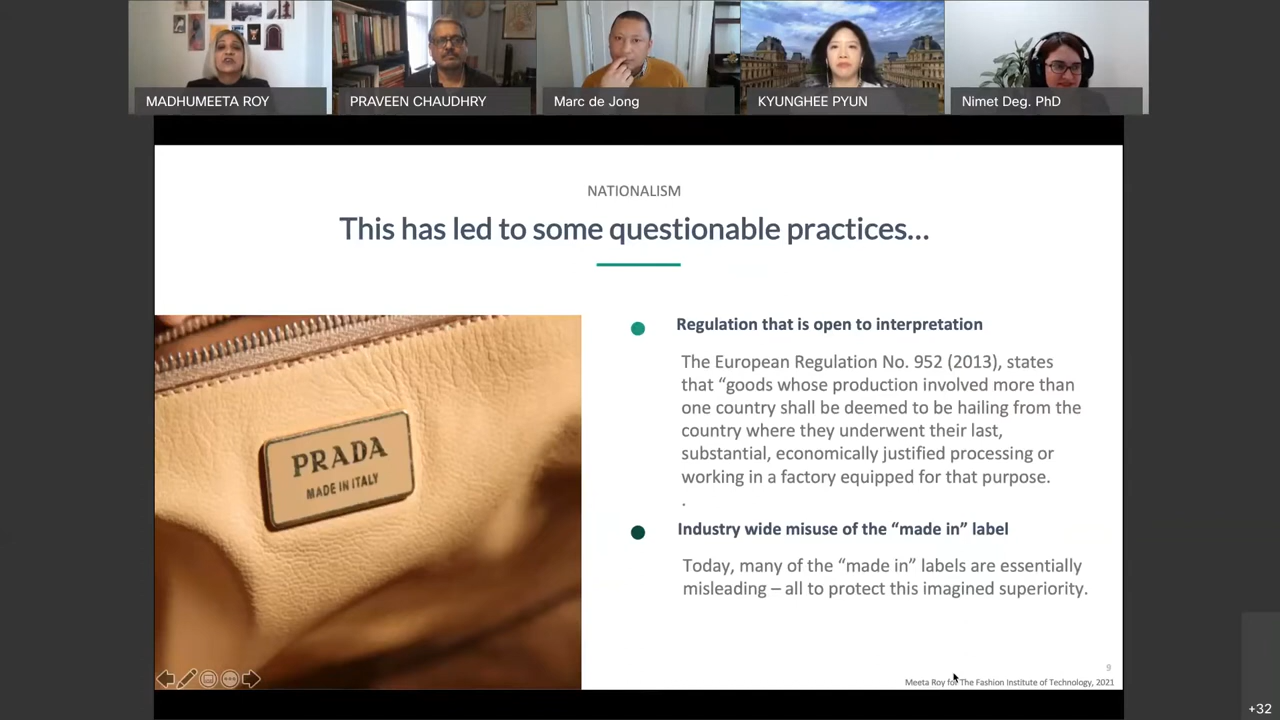 MADHUMEETA ROY
PRAVEEN CHAUDHRY
Marc de Jong
KYUNGHEE PYUN
Nimet Deg. PhD
NATIONALISM
This has led to some questionable practices...
PRADA
MADE IN ITALY
Regulation that is open to interpretation
The European Regulation No. 952 (2013), states
that “goods whose production involved more than
one country shall be deemed to be hailing from the
country where they underwent their last,
substantial, economically justified processing or
working in a factory equipped for that purpose.
.
Industry wide misuse of the “made in” label
Today, many of the “made in” labels are essentially
misleading – all to protect this imagined superiority.
9
Meeta Roy for The Fashion Institute of Technology, 2021
+32